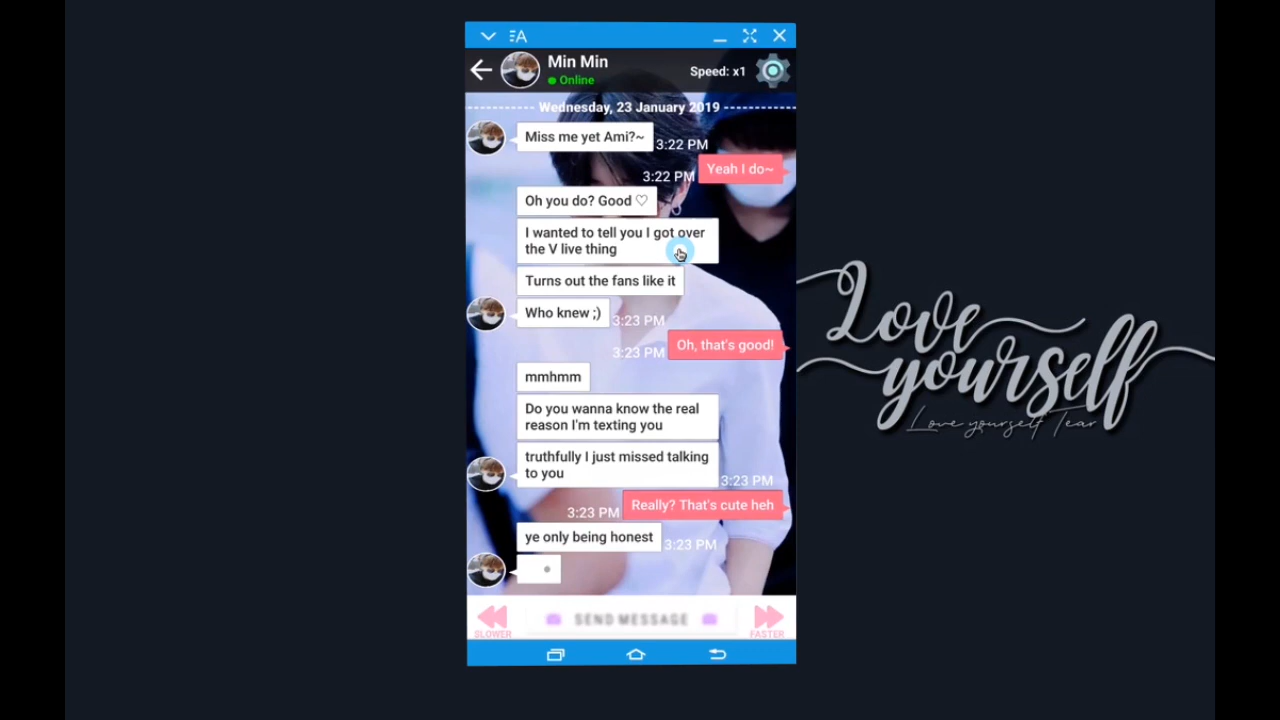 A
Min Min
Online
Speed: x1
Wednesday, 23 January 2019
Miss me yet Ami?~
3:22 PM
Yeah I do~
3:22 PM
Oh you do? Good ♡
I wanted to tell you I got over
the V live thing
Turns out the fans like it
Who knew ;)
3:23 PM
Oh, that's good!
3:23 PM
mmhmm
Do you wanna know the real
reason I'm texting you
truthfully I just missed talking
to you
3:23 PM
Really? That's cute heh
3:23 PM
ye only being honest
3:23 PM
SEND MESSAGE
SLOWER
FASTER
Love
yourself
Love yourself Tear